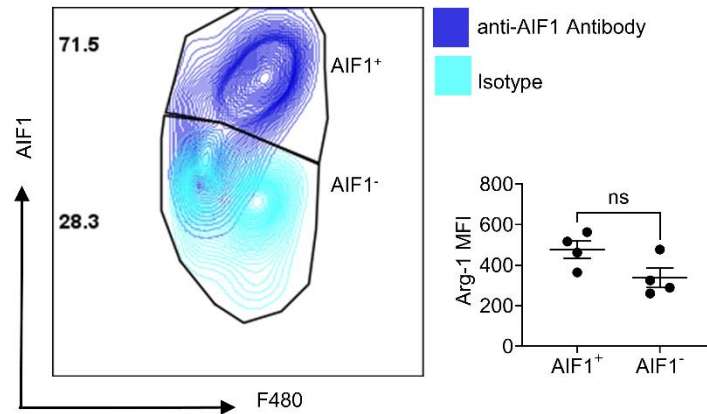 71.5
AIF1⁺
AIF1
AIF1⁻
28.3
F480
anti-AIF1 Antibody
Isotype
800
600
400
200
0
Arg-1 MFI
ns
AIF1⁺ AIF1⁻